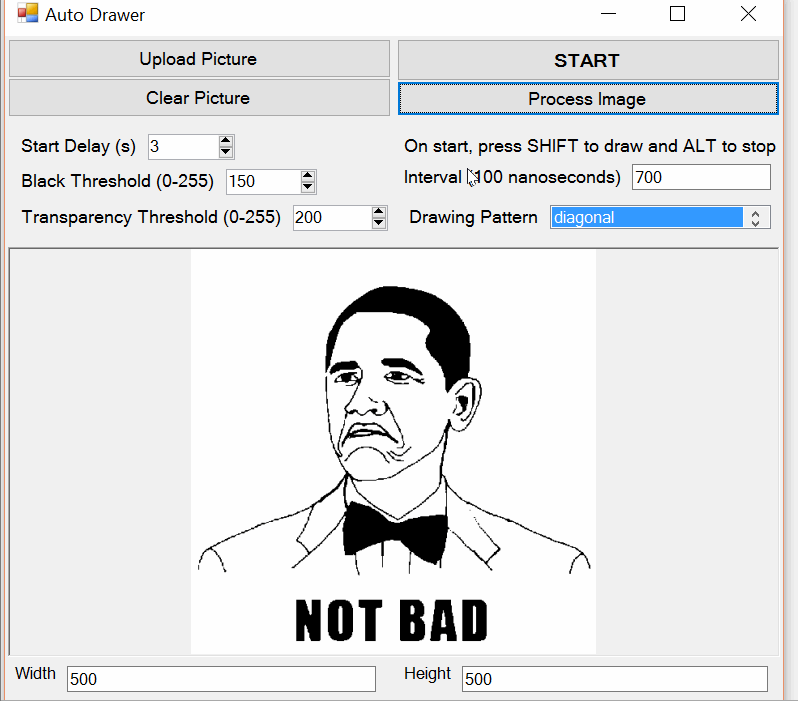 Auto Drawer
Upload Picture
START
Clear Picture
Process Image
Start Delay (s) 3
On start, press SHIFT to draw and ALT to stop
Black Threshold (0-255) 150
Interval (100 nanoseconds) 700
Transparency Threshold (0-255) 200
Drawing Pattern diagonal
NOT BAD
Width 500
Height 500